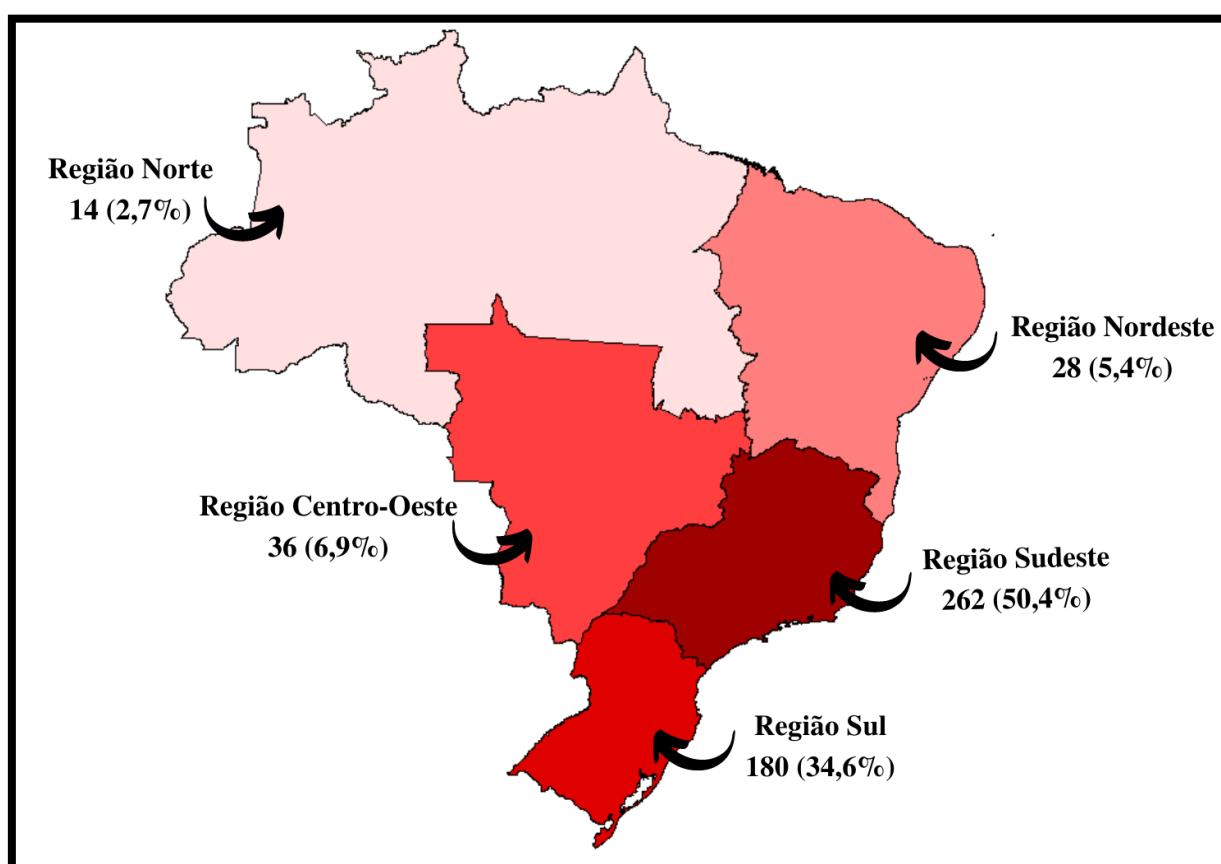 Região Norte
14 (2,7%)
Região Nordeste
28 (5,4%)
Região Centro-Oeste
36 (6,9%)
Região Sudeste
262 (50,4%)
Região Sul
180 (34,6%)